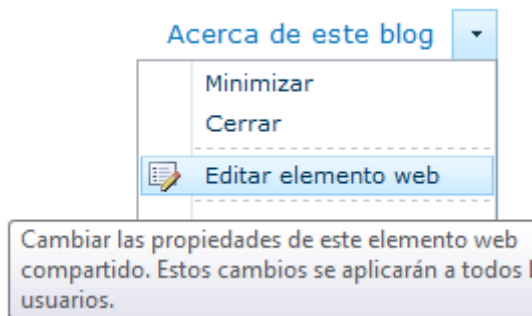 Acerca de este blog
Minimizar
Cerrar
Editar elemento web
Cambiar las propiedades de este elemento web
compartido. Estos cambios se aplicarán a todos
usuarios.